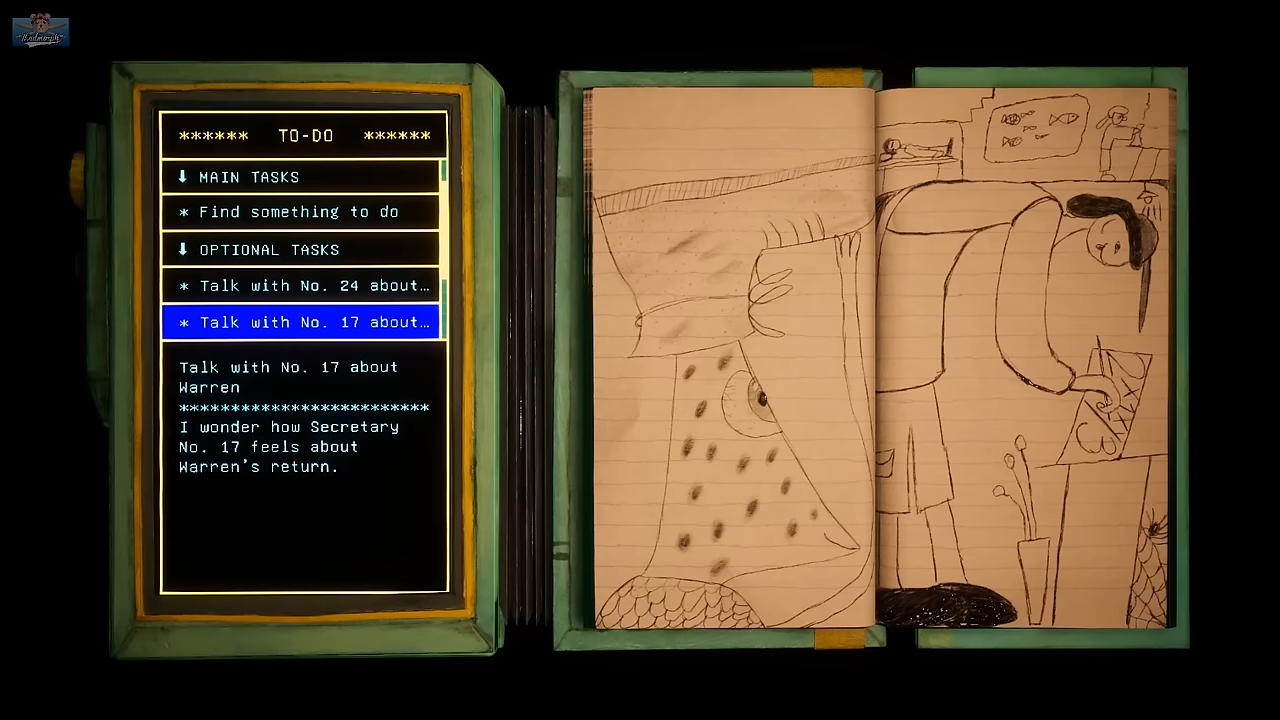 ****** TO-DO ******
⬇ MAIN TASKS
* Find something to do
⬇ OPTIONAL TASKS
* Talk with No. 24 about…
* Talk with No. 17 about…
Talk with No. 17 about
Warren
*************************
I wonder how Secretary
No. 17 feels about
Warren's return.